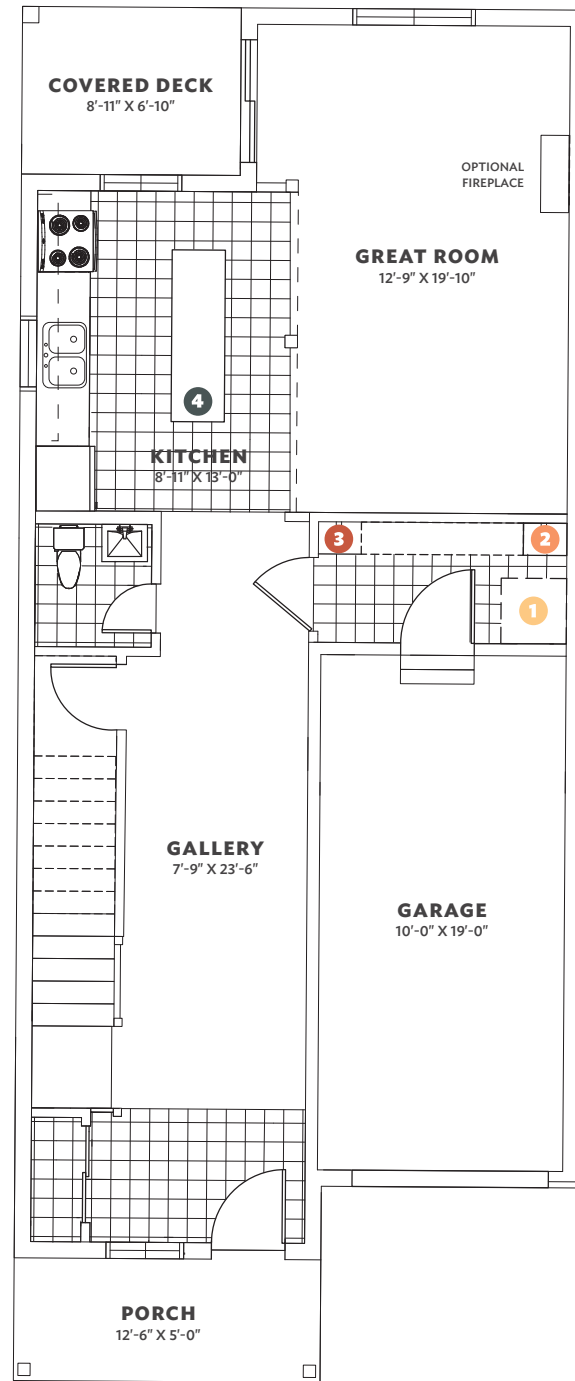 COVERED DECK
8'-11" X 6'-10"
OPTIONAL
FIREPLACE
GREAT ROOM
12'-9" X 19'-10"
4
KITCHEN
8'-11" X 13'-0"
3
2
1
GALLERY
7'-9" X 23'-6"
GARAGE
10'-0" X 19'-0"
PORCH
12'-6" X 5'-0"